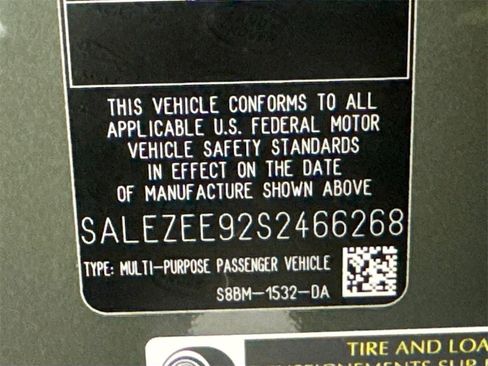 THIS VEHICLE CONFORMS TO ALL
APPLICABLE U.S. FEDERAL MOTOR
VEHICLE SAFETY STANDARDS
IN EFFECT ON THE DATE
OF MANUFACTURE SHOWN ABOVE
SALEZEE92S2466268
TYPE: MULTI-PURPOSE PASSENGER VEHICLE
S8BM-1532-DA
TIRE AND LOA